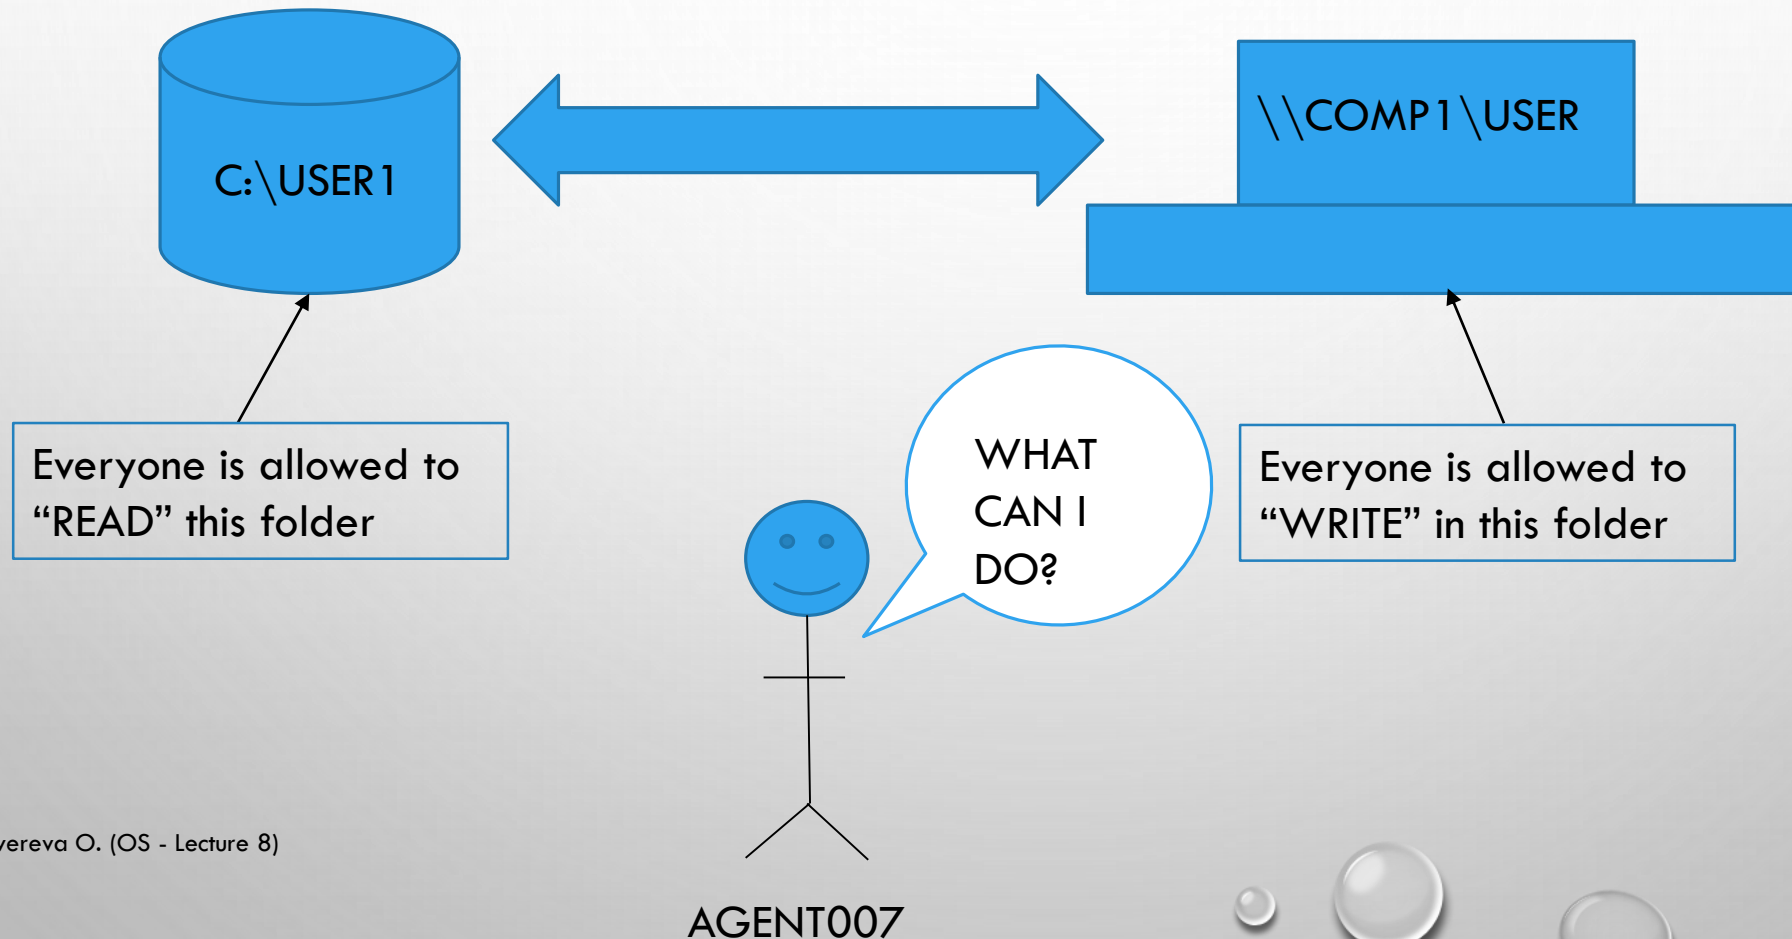 C:\USER1
\\COMP1\USER
Everyone is allowed to
“READ” this folder
WHAT
CAN I
DO?
Everyone is allowed to
“WRITE” in this folder
O. (OS - Lecture 8)
AGENT007